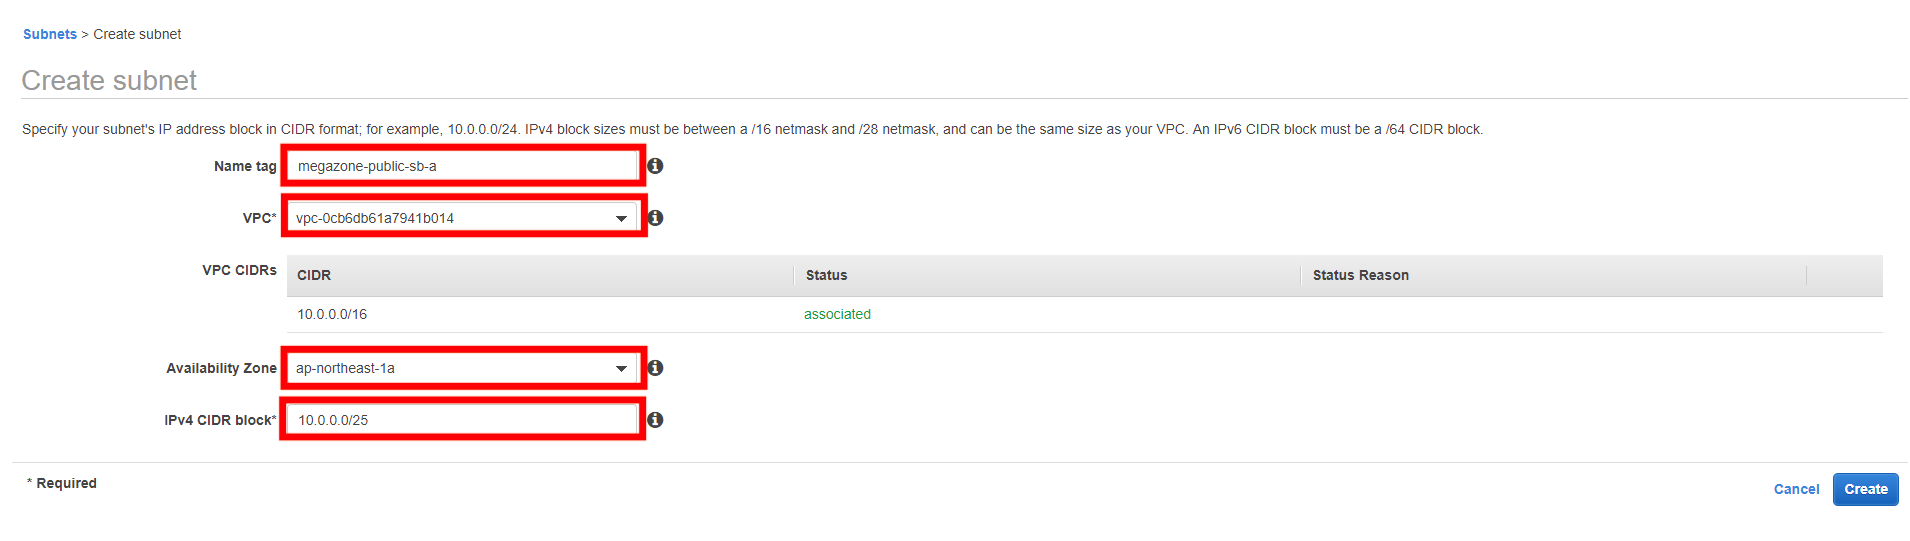 Subnets > Create subnet
Create subnet
Specify your subnet's IP address block in CIDR format; for example, 10.0.0.0/24. IPv4 block sizes must be between a /16 netmask and /28 netmask, and can be the same size as your VPC. An IPv6 CIDR block must be a /64 CIDR block.
Name tag megazone-public-sb-a
VPC* vpc-0cb6db61a7941b014
VPC CIDRs CIDR Status Status Reason
10.0.0.0/16 associated
Availability Zone ap-northeast-1a
IPv4 CIDR block* 10.0.0.0/25
* Required
Cancel Create